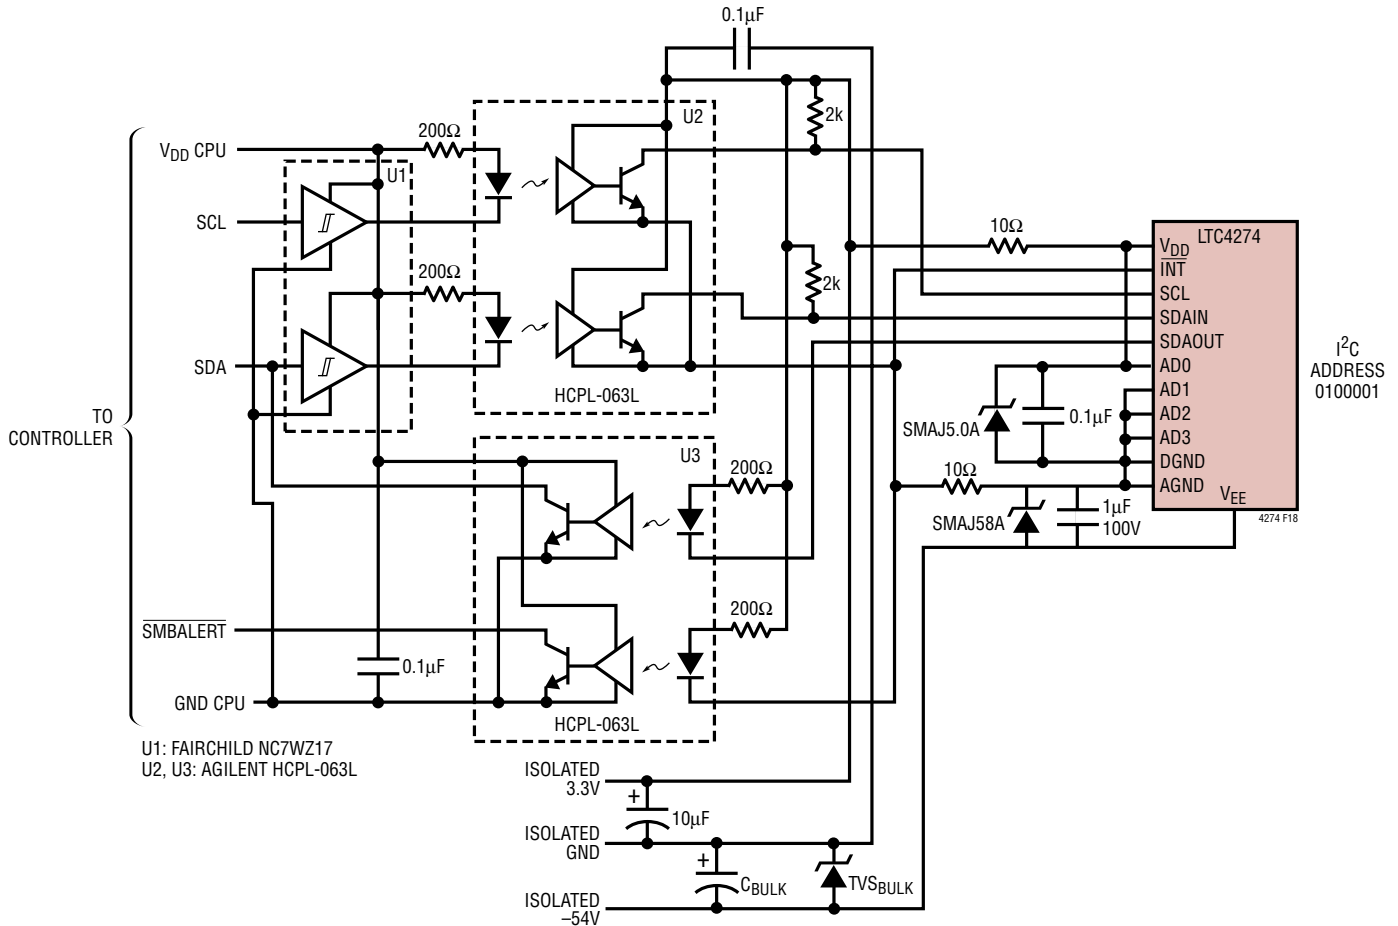 0.1µF
2k
U2
200Ω
VDD CPU
U1
SCL
10Ω
LTC4274
VDD
INT
SCL
SDAIN
SDAOUT
AD0
AD1
AD2
AD3
DGND
AGND
VEE
4274 F18
I2C
ADDRESS
0100001
200Ω
2k
SDA
HCPL-063L
TO
CONTROLLER
SMAJ5.0A
0.1µF
U3
200Ω
10Ω
SMAJ58A
1µF
100V
200Ω
SMBALERT
0.1µF
GND CPU
HCPL-063L
U1: FAIRCHILD NC7WZ17
U2, U3: AGILENT HCPL-063L
ISOLATED
3.3V
+
10µF
ISOLATED
GND
+
CBULK
TVSBULK
ISOLATED
–54V